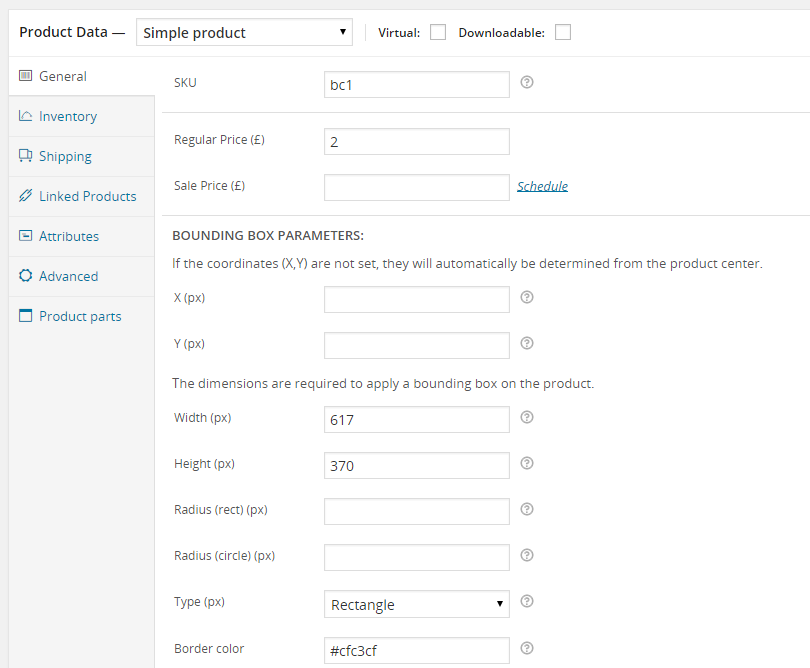 Product Data — Simple product Virtual: Downloadable:
General
Inventory
Shipping
Linked Products
Attributes
Advanced
Product parts
SKU bc1
Regular Price (£) 2
Sale Price (£) Schedule
BOUNDING BOX PARAMETERS:
If the coordinates (X,Y) are not set, they will automatically be determined from the product center.
X (px)
Y (px)
The dimensions are required to apply a bounding box on the product.
Width (px) 617
Height (px) 370
Radius (rect) (px)
Radius (circle) (px)
Type (px) Rectangle
Border color #cfc3cf